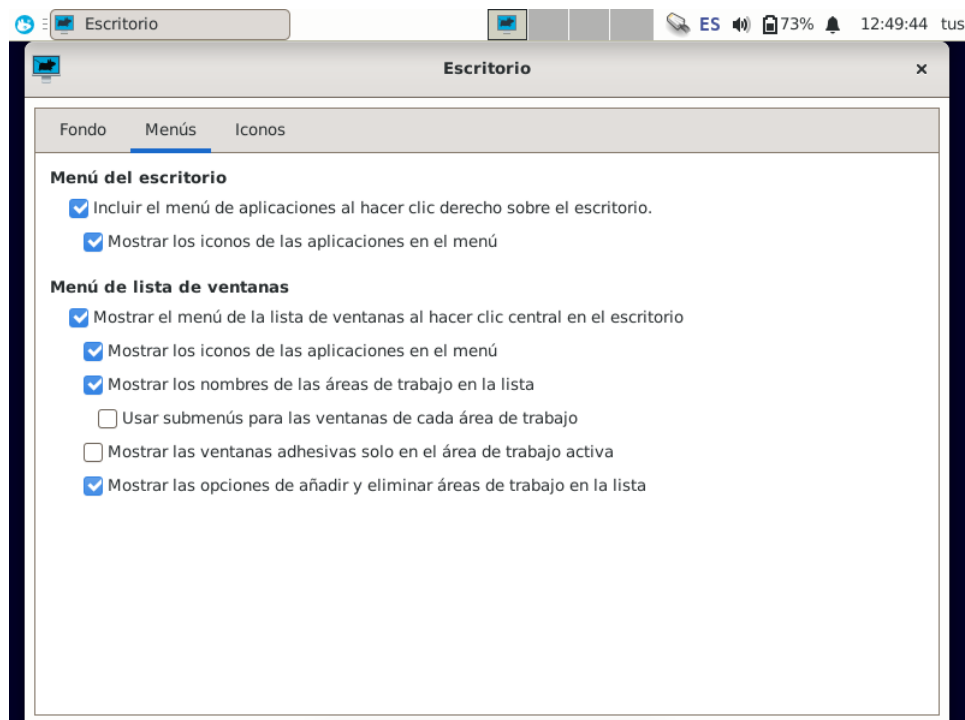 Escritorio
ES 73% 12:49:44 tus
Escritorio
Fondo Menús Iconos
Menú del escritorio
Incluir el menú de aplicaciones al hacer clic derecho sobre el escritorio.
Mostrar los iconos de las aplicaciones en el menú
Menú de lista de ventanas
Mostrar el menú de la lista de ventanas al hacer clic central en el escritorio
Mostrar los iconos de las aplicaciones en el menú
Mostrar los nombres de las áreas de trabajo en la lista
Usar submenús para las ventanas de cada área de trabajo
Mostrar las ventanas adhesivas solo en el área de trabajo activa
Mostrar las opciones de añadir y eliminar áreas de trabajo en la lista